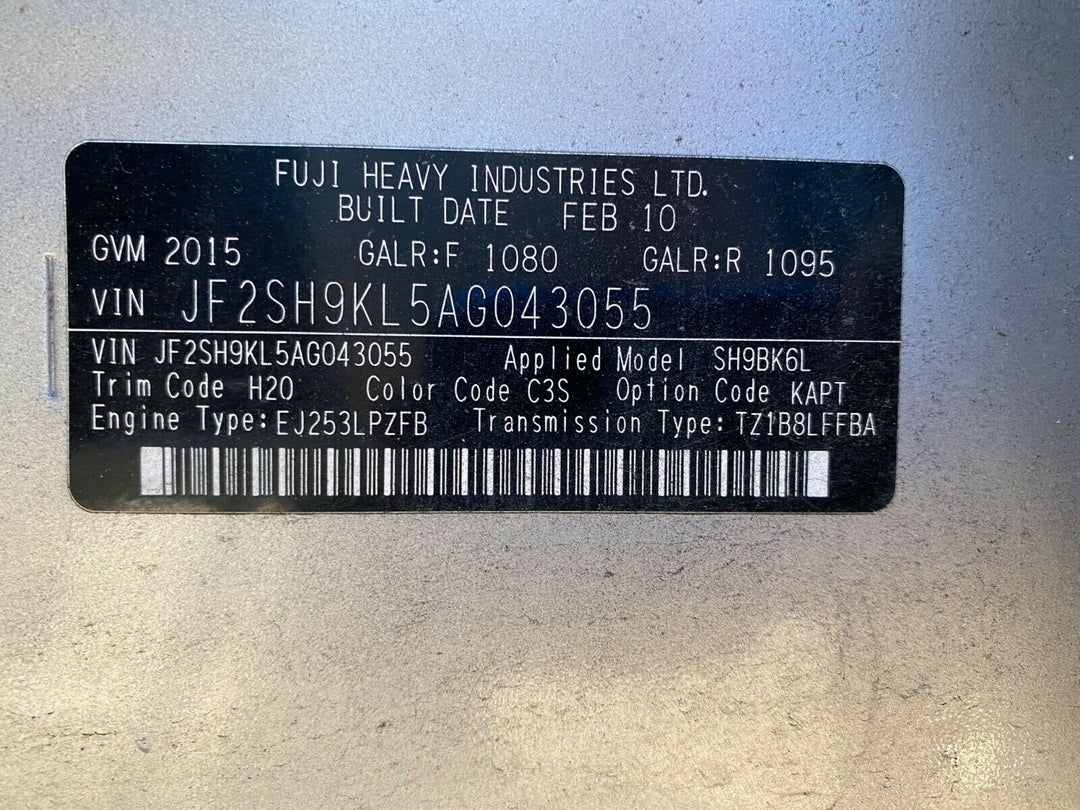 FUJI HEAVY INDUSTRIES LTD.
BUILT DATE FEB 10
GVM 2015 GALR:F 1080 GALR:R 1095
VIN JF2SH9KL5AG043055
VIN JF2SH9KL5AG043055 Applied Model SH9BK6L
Trim Code H20 Color Code C3S Option Code KAPT
Engine Type:EJ253LPZFB Transmission Type:TZ1B8LFFBA